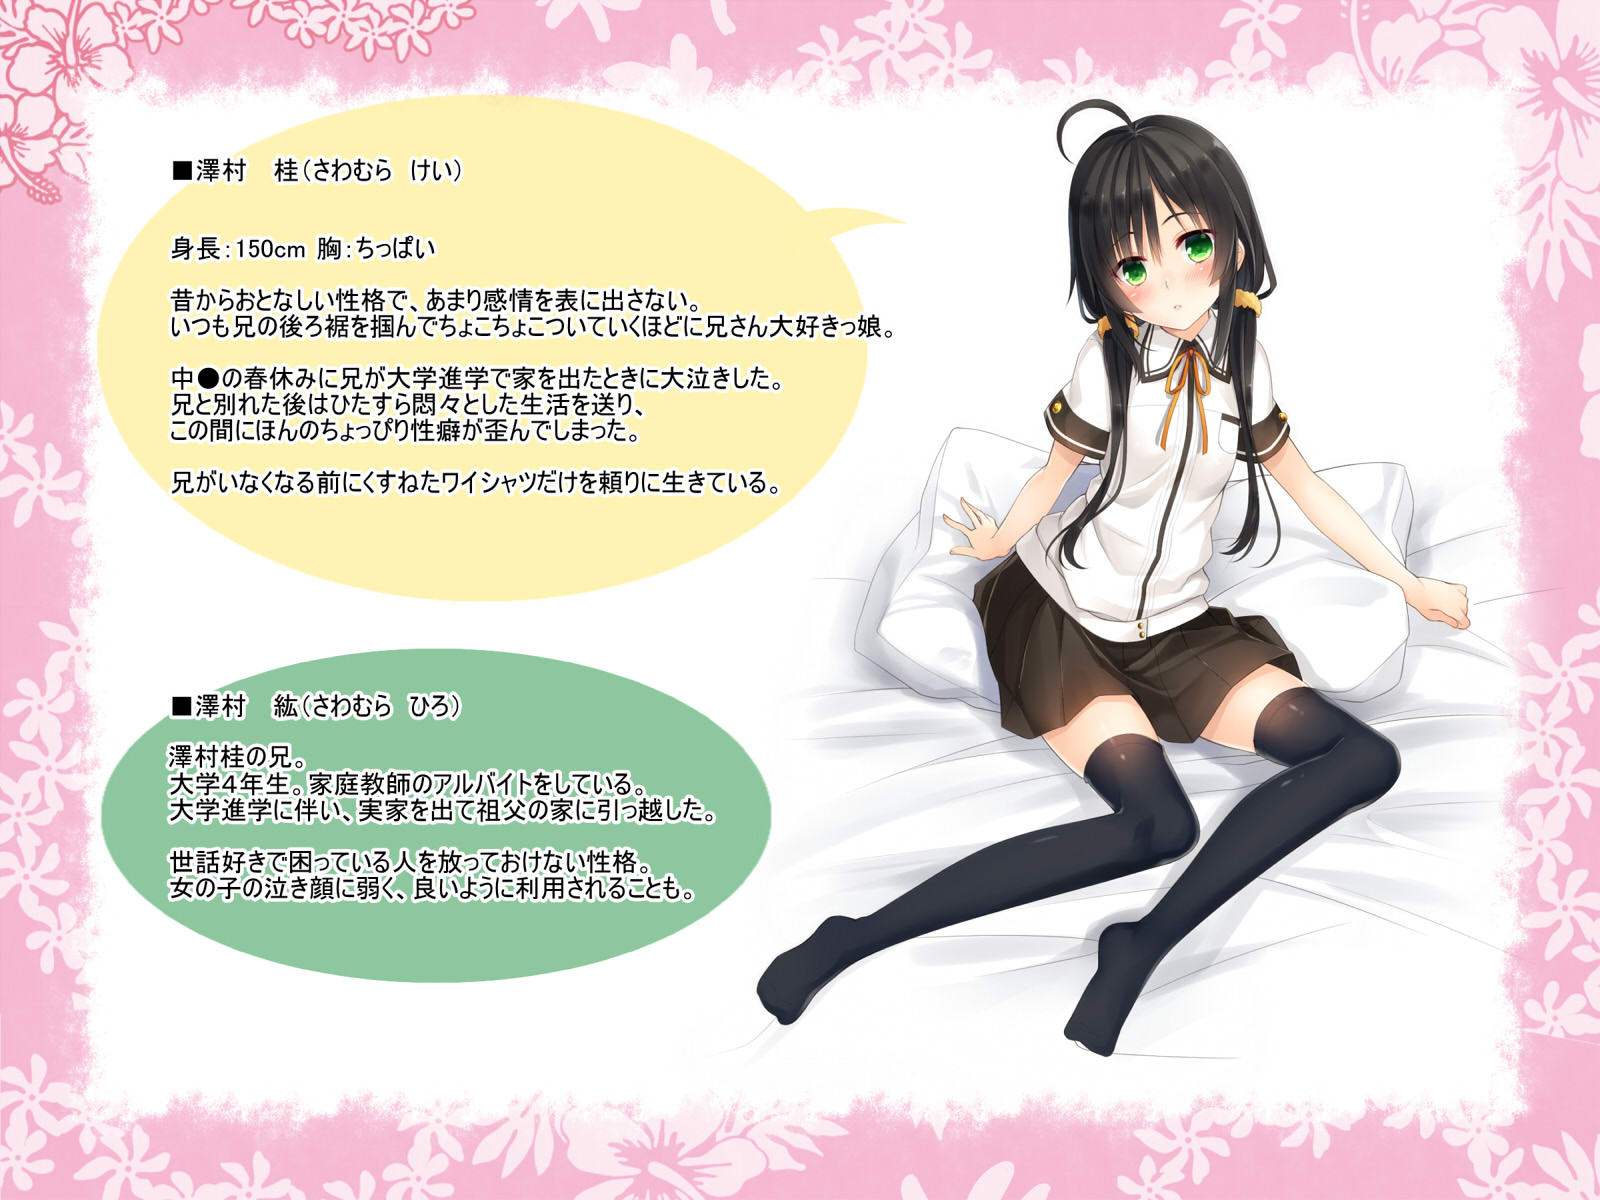 ■澤村　桂（さわむら　けい）
身長：150cm 胸：ちっぱい
昔からおとなしい性格で、あまり感情を表に出さない。
いつも兄の後ろ裾を掴んでちょこちょこついていくほどに兄さん大好きっ娘。
中●の春休みに兄が大学進学で家を出たときに大泣きした。
兄と別れた後はひたすら悶々とした生活を送り、
この間にほんのちょっぴり性癖が歪んでしまった。
兄がいなくなる前にくすねたワイシャツだけを頼りに生きている。
■澤村　紘（さわむら　ひろ）
澤村桂の兄。
大学４年生。家庭教師のアルバイトをしている。
大学進学に伴い、実家を出て祖父の家に引っ越した。
世話好きで困っている人を放っておけない性格。
女の子の泣き顔に弱く、良いように利用されることも。